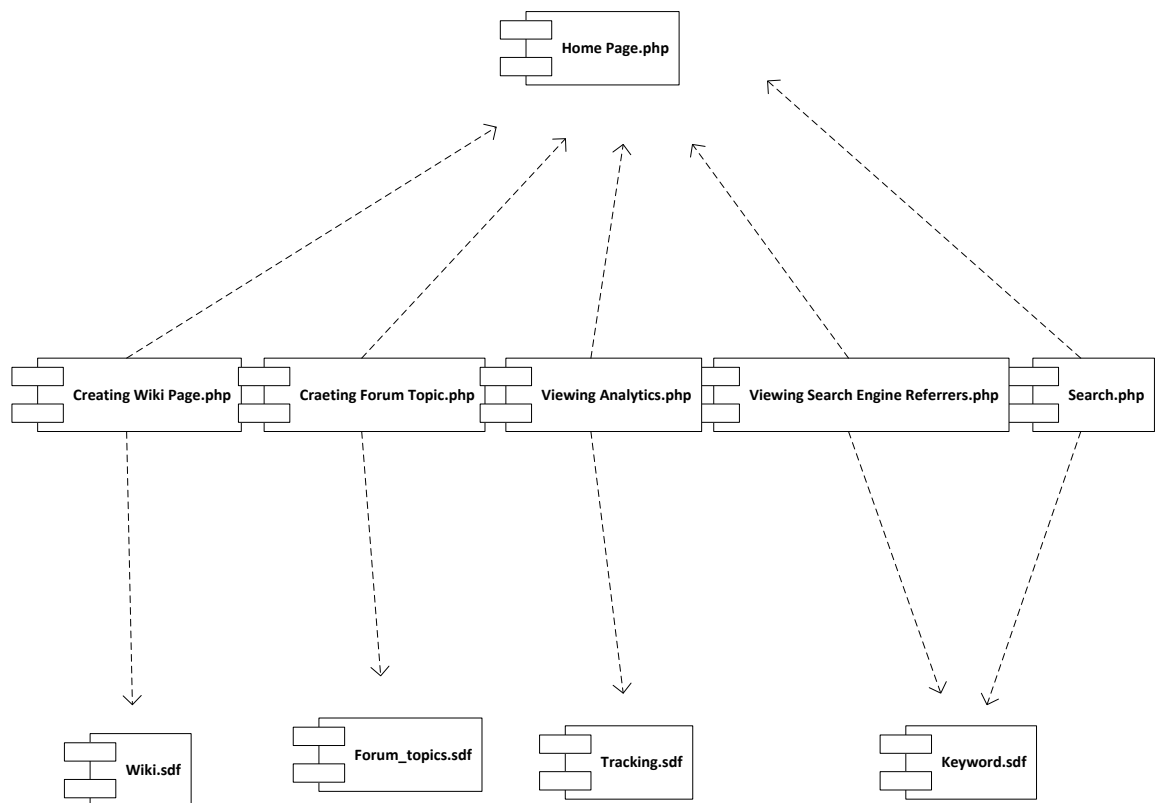 Home Page.php
Creating Wiki Page.php
Craeting Forum Topic.php
Viewing Analytics.php
Viewing Search Engine Referrers.php
Search.php
Wiki.sdf
Forum_topics.sdf
Tracking.sdf
Keyword.sdf